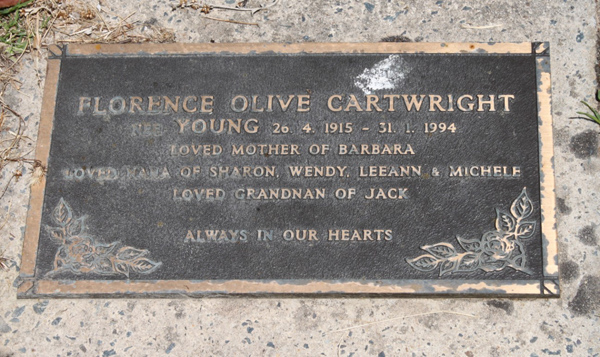 FLORENCE OLIVE CARTWRIGHT
NEE YOUNG 26. 4. 1915 – 31. 1. 1994
LOVED MOTHER OF BARBARA
LOVED NANA OF SHARON, WENDY, LEEANN & MICHELE
LOVED GRANDNAN OF JACK
ALWAYS IN OUR HEARTS